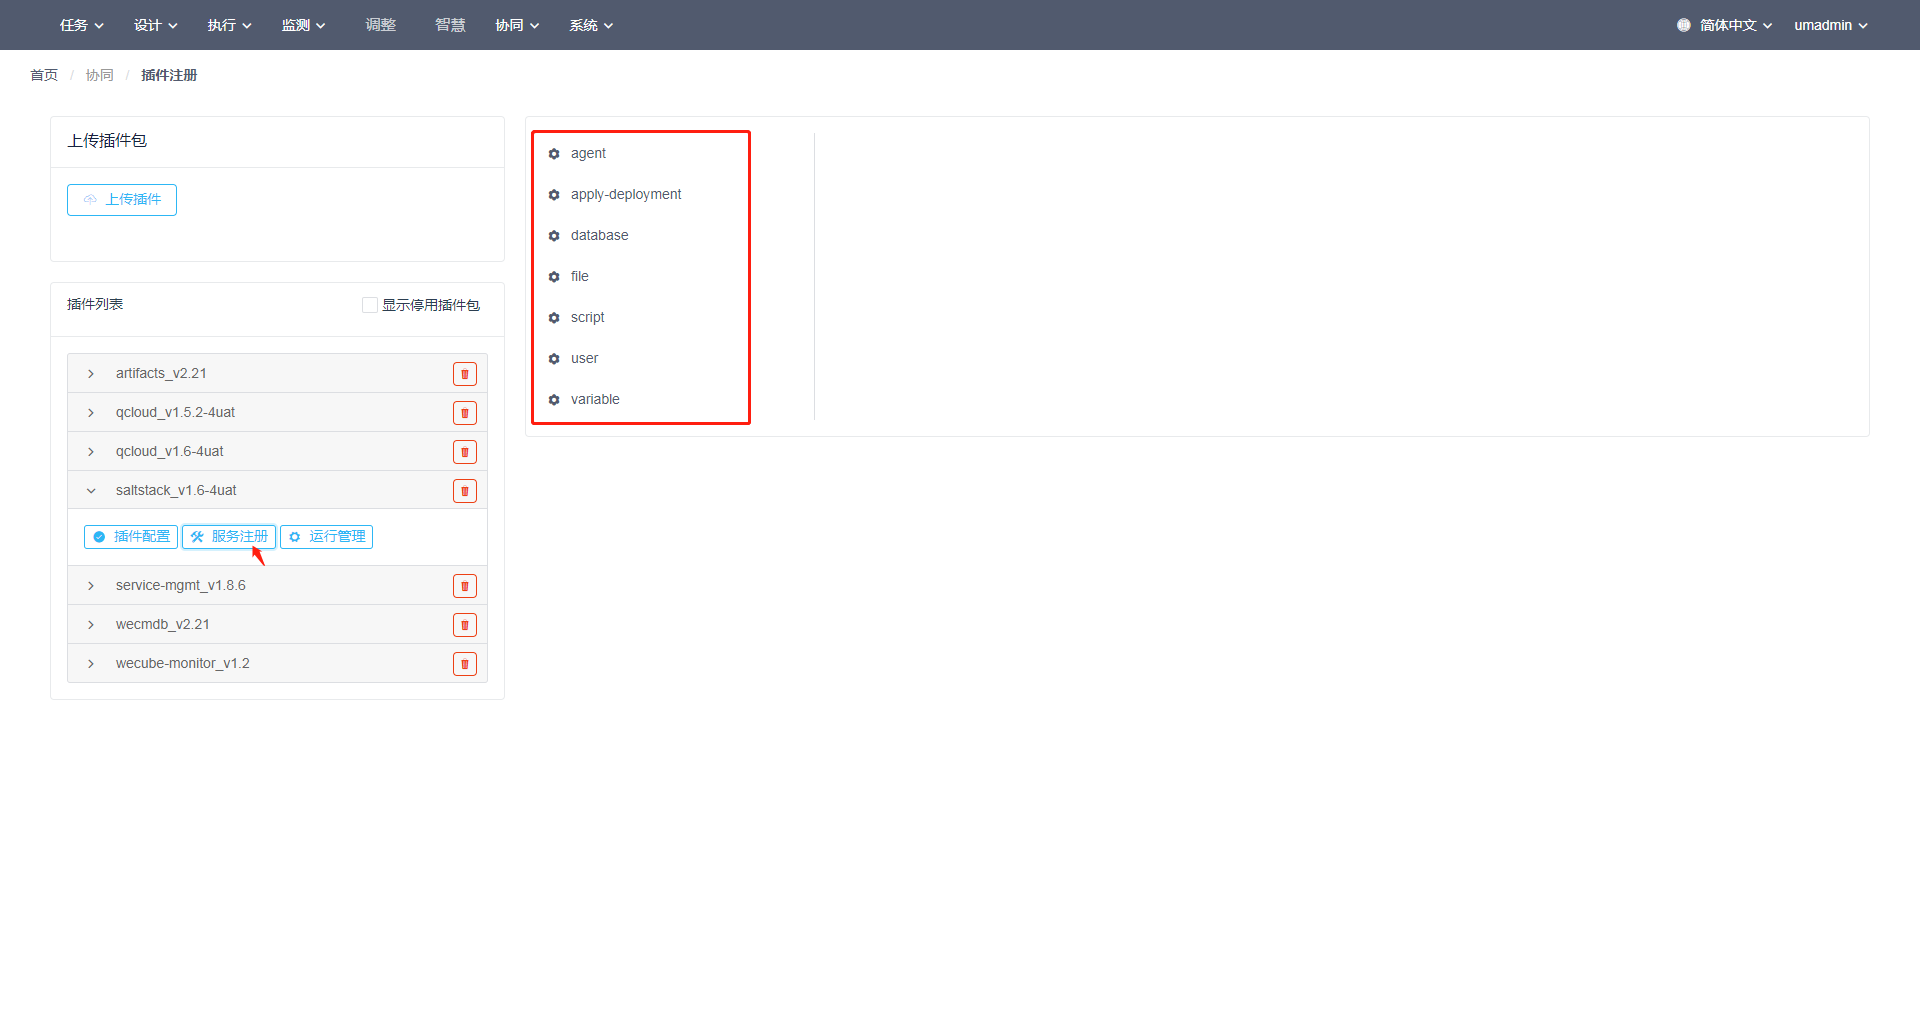 任务 设计 执行 监测 调整 智慧 协同 系统 简体中文 umadmin
首页 / 协同 / 插件注册
上传插件包
上传插件
插件列表 显示停用插件包
artifacts_v2.21
qcloud_v1.5.2-4uat
qcloud_v1.6-4uat
saltstack_v1.6-4uat
插件配置 服务注册 运行管理
service-mgmt_v1.8.6
wecmdb_v2.21
wecube-monitor_v1.2
agent
apply-deployment
database
file
script
user
variable